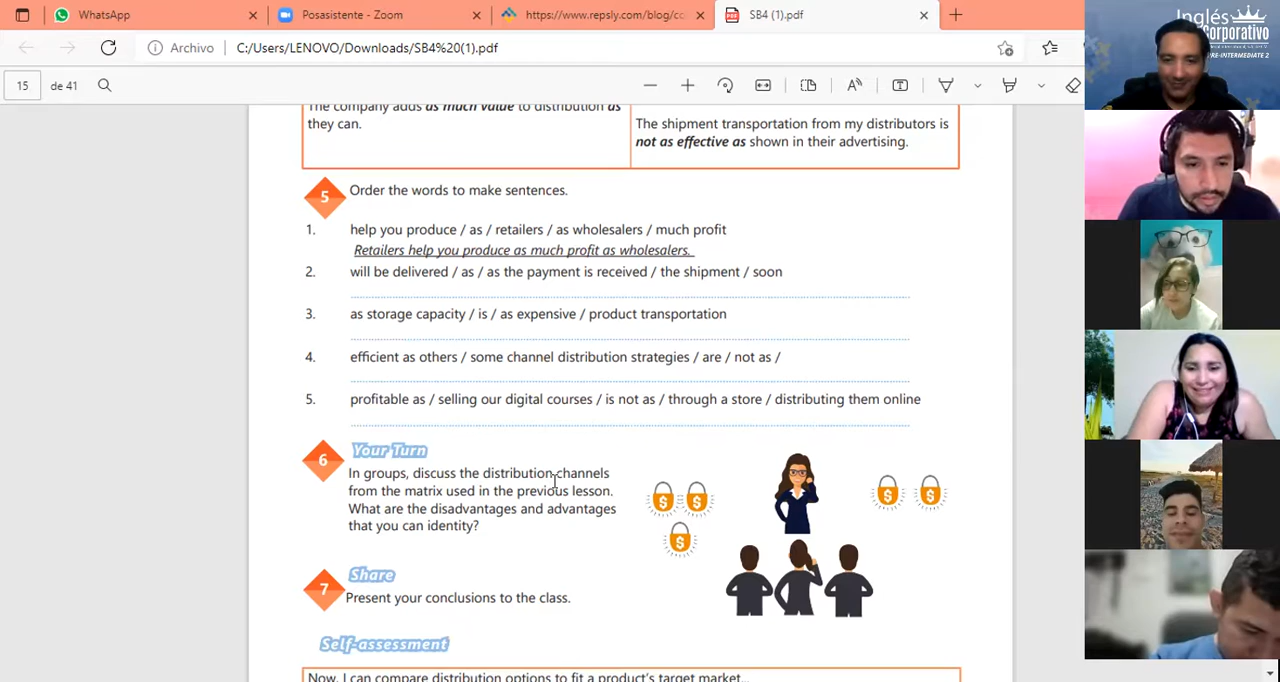 WhatsApp
Posasistente - Zoom
https://www.repsly.com/blog/co
SB4 (1).pdf
Archivo
C:/Users/LENOVO/Downloads/SB4%20(1).pdf
15
de 41
Inglés
Corporativo
PRE-INTERMEDIATE 2
The company adds as much value to distribution as
they can.
The shipment transportation from my distributors is
not as effective as shown in their advertising.
5
Order the words to make sentences.
1. help you produce / as / retailers / as wholesalers / much profit
Retailers help you produce as much profit as wholesalers.
2. will be delivered / as / as the payment is received / the shipment / soon
3. as storage capacity / is / as expensive / product transportation
4. efficient as others / some channel distribution strategies / are / not as /
5. profitable as / selling our digital courses / is not as / through a store / distributing them online
6
Your Turn
In groups, discuss the distribution channels
from the matrix used in the previous lesson.
What are the disadvantages and advantages
that you can identify?
$ $ $ $ $
7
Share
Present your conclusions to the class.
Self-assessment
Now, I can compare distribution options to fit a product's target market...